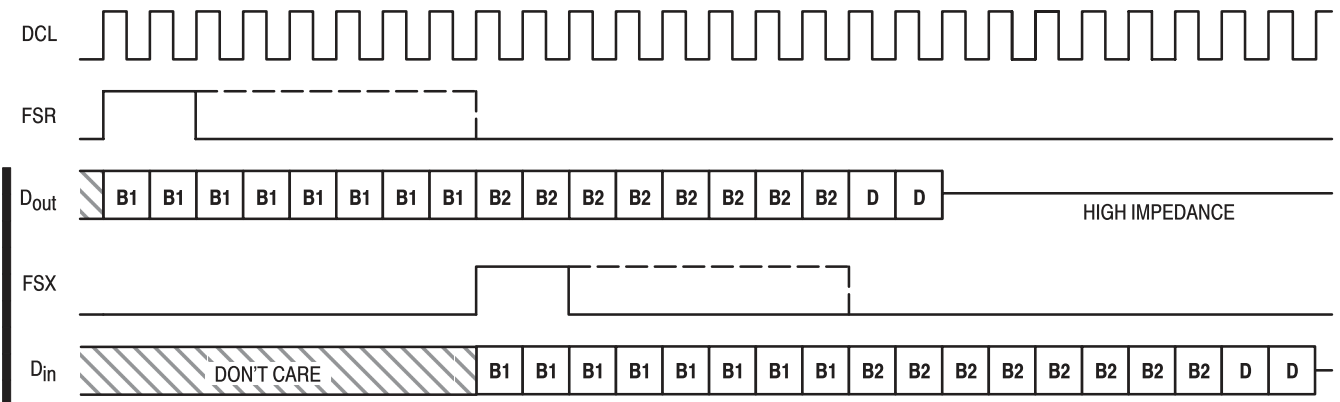 DCL
FSR
Dout B1 B1 B1 B1 B1 B1 B1 B1 B2 B2 B2 B2 B2 B2 B2 B2 D D
HIGH IMPEDANCE
FSX
Din DON'T CARE B1 B1 B1 B1 B1 B1 B1 B1 B2 B2 B2 B2 B2 B2 B2 B2 D D